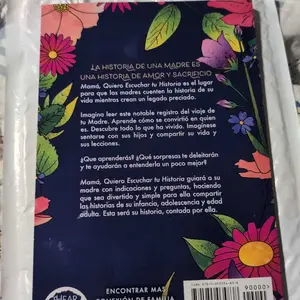 LA HISTORIA DE UNA MADRE ES
UNA HISTORIA DE AMOR Y SACRIFICIO
Mamá, Quiero Escuchar tu Historia es el lugar
para que las madres cuenten la historia de su
vida mientras crean un legado preciado.
Imagina leer este notable registro del viaje de
tu Madre. Aprende cómo se convirtió en quien
es. Descubre todo lo que ha vivido. Imagínese
sentarse con sus hijos y compartir su vida y
sus lecciones.
¿Que aprenderás? ¿Qué sorpresas te deleitarán
y te ayudarán a entenderla un poco mejor?
Mamá, Quiero Escuchar tu Historia guiará a su
madre con indicaciones y preguntas, haciendo
que sea divertido y simple para ella compartir
las historias de su infancia, adolescencia y edad
adulta. Esta será su historia, contada por ella.
ENCONTRAR MAS
CONEXIÓN DE FAMILIA
HEAR
90000